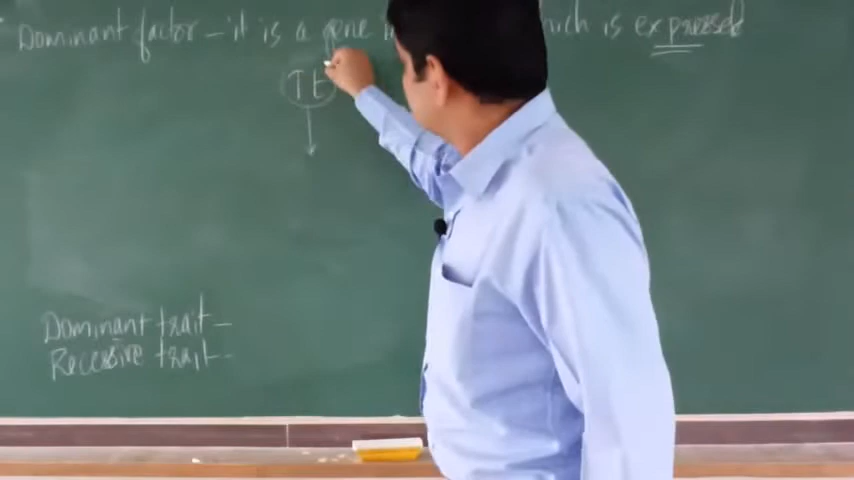 Dominant factor - it is a gene which is expressed
Tt
Dominant trait -
Recessive trait -